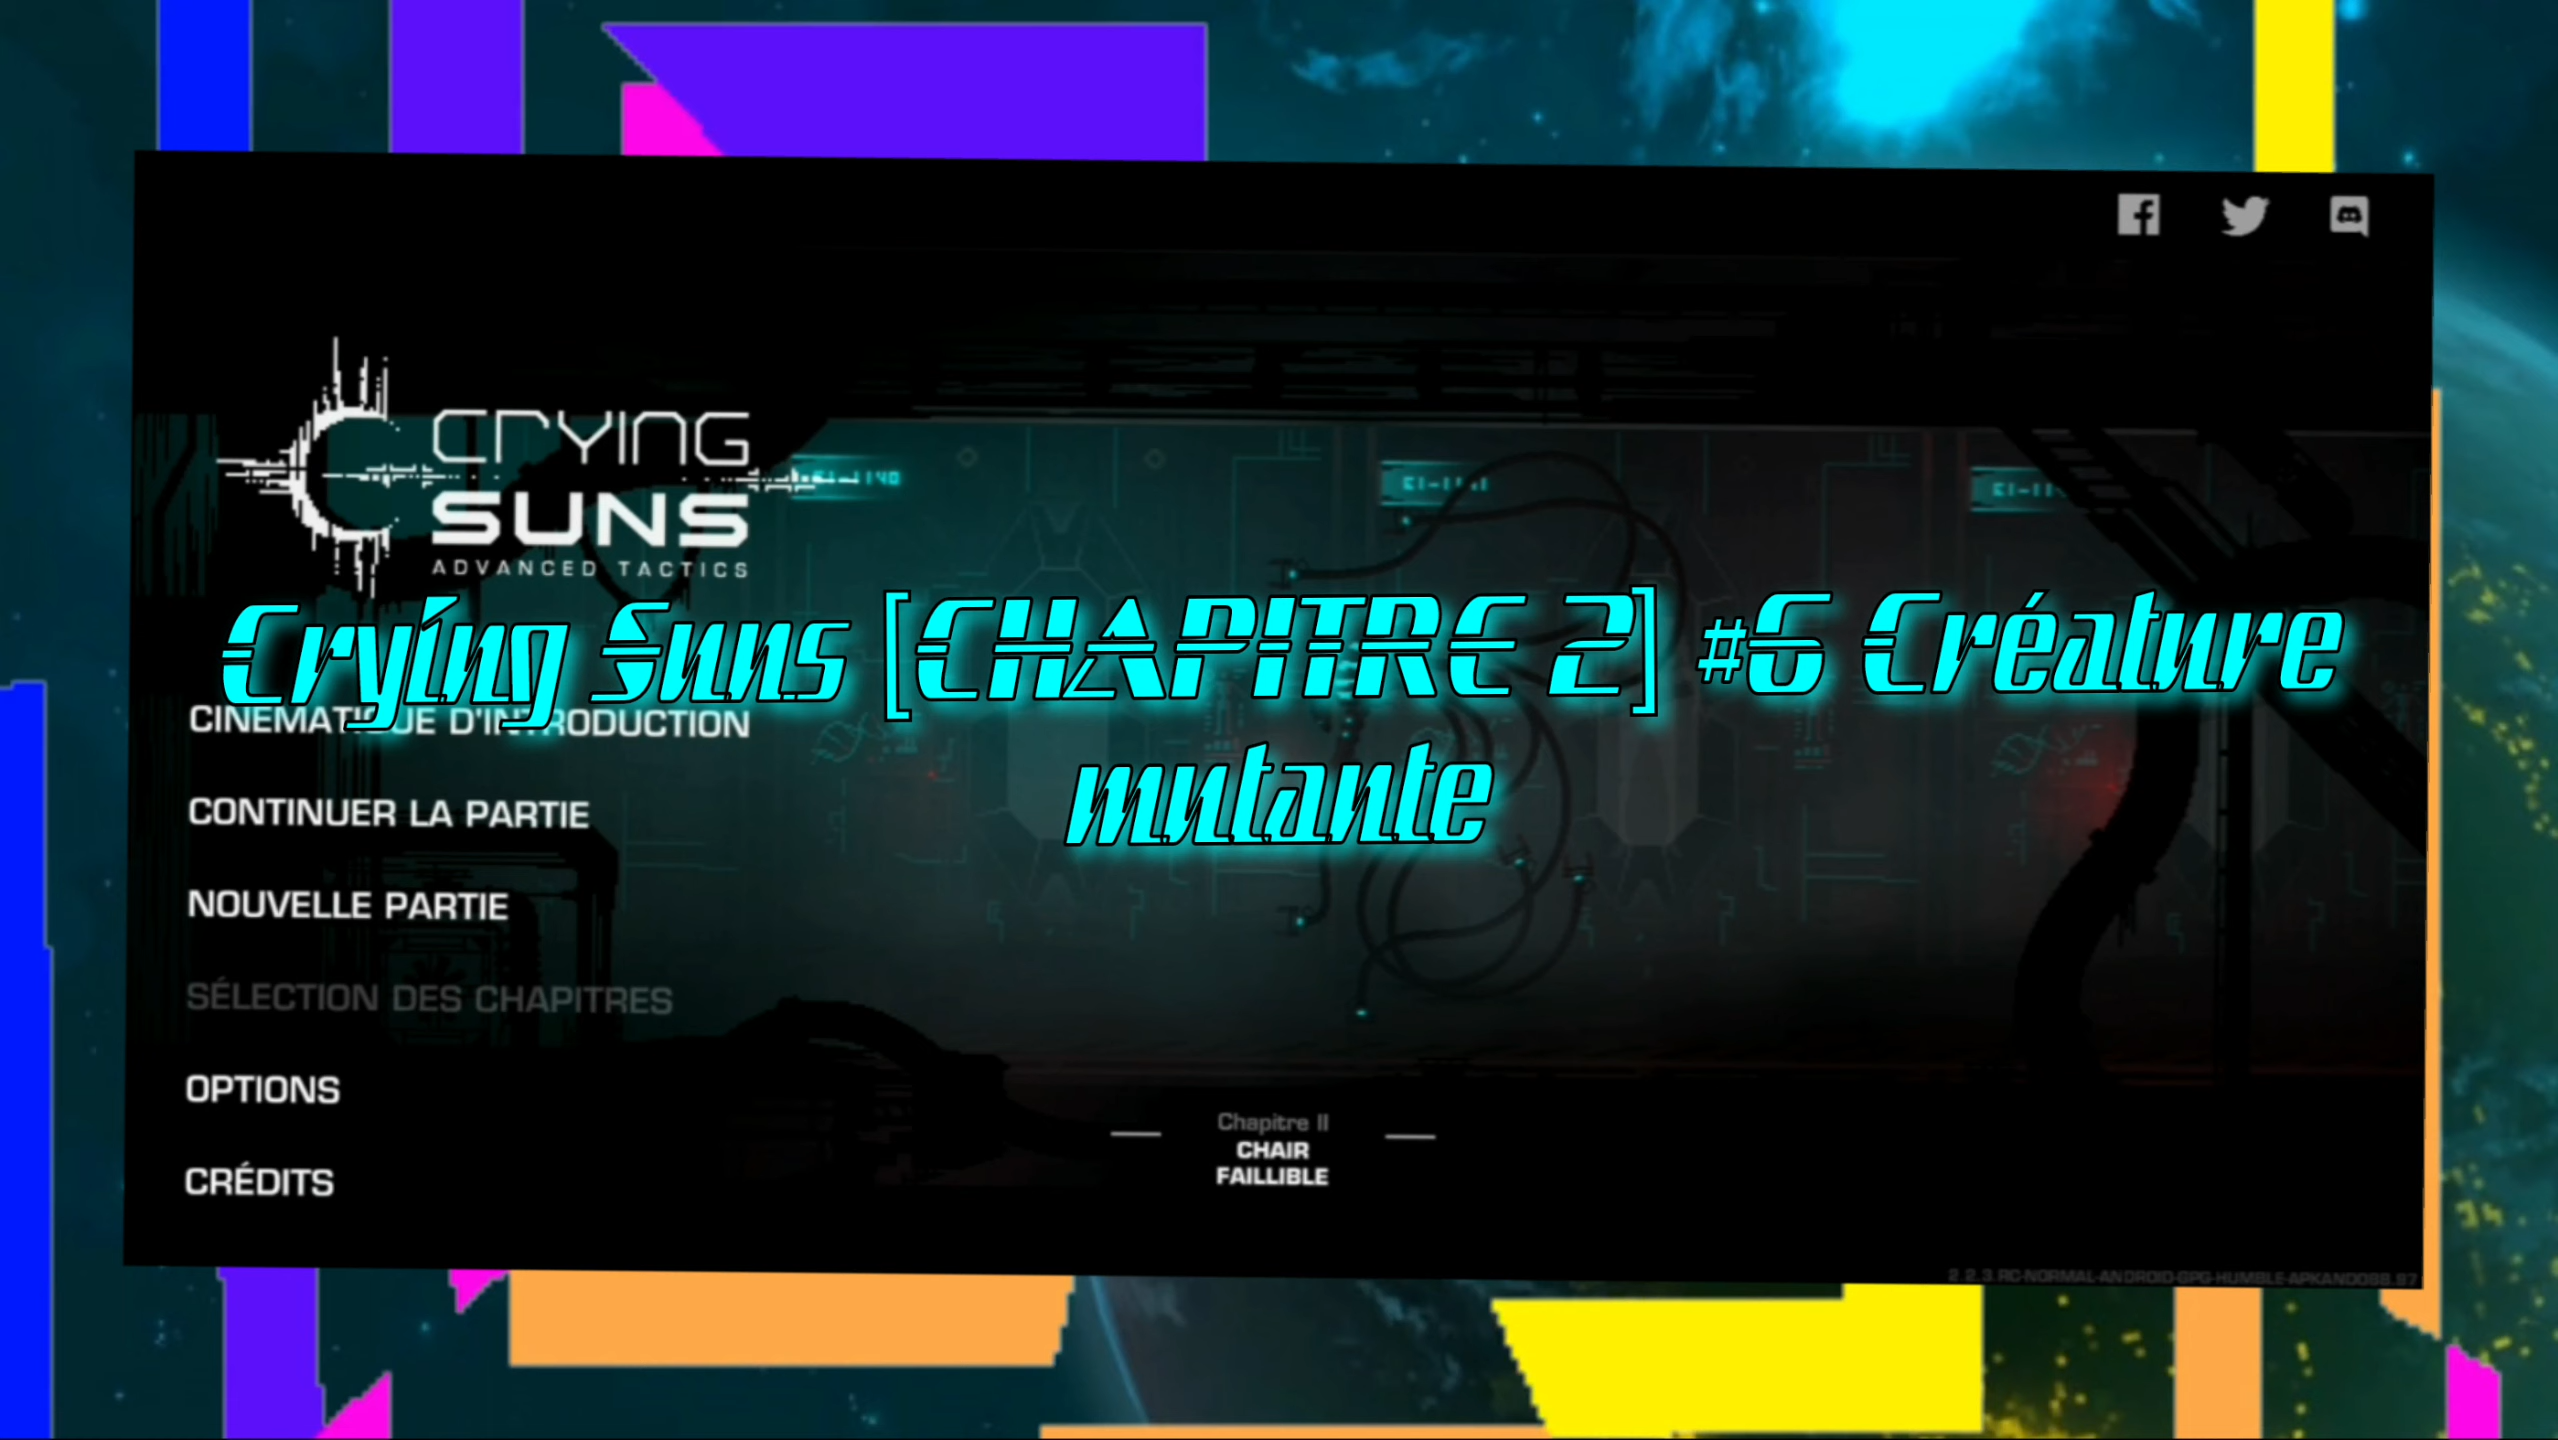 CRYING
SUNS
ADVANCED TACTICS
Crying Suns [CHAPITRE 2] #6 Créature
mutante
CINÉMATIQUE D'INTRODUCTION
CONTINUER LA PARTIE
NOUVELLE PARTIE
SÉLECTION DES CHAPITRES
OPTIONS
CRÉDITS
Chapitre II
CHAIR
FAILLIBLE